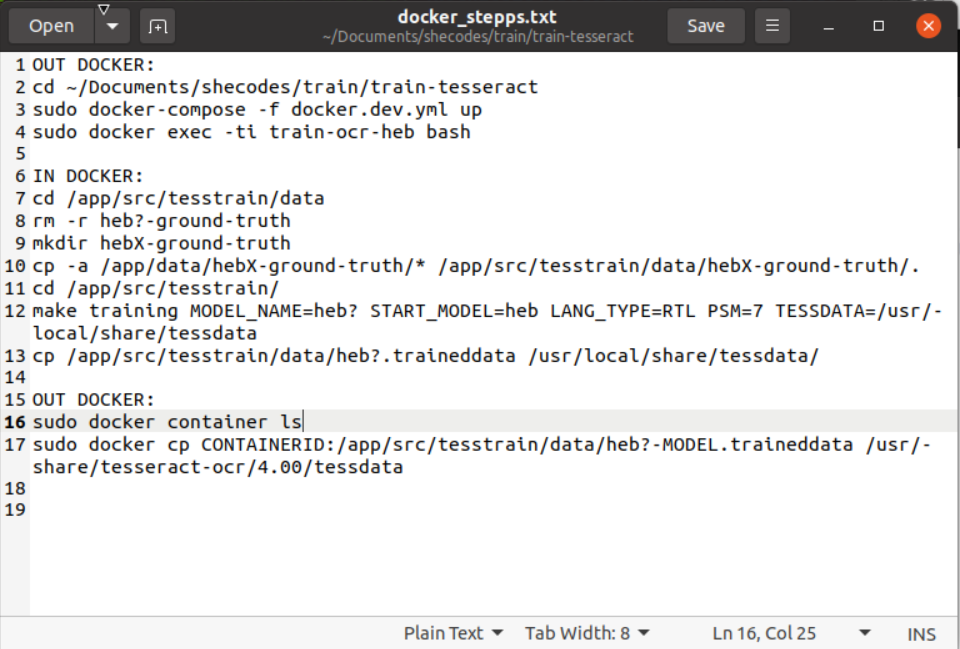 Open
docker_stepps.txt
~/Documents/shecodes/train/train-tesseract
Save
1 OUT DOCKER:
2 cd ~/Documents/shecodes/train/train-tesseract
3 sudo docker-compose -f docker.dev.yml up
4 sudo docker exec -ti train-ocr-heb bash
5
6 IN DOCKER:
7 cd /app/src/tesstrain/data
8 rm -r heb?-ground-truth
9 mkdir hebX-ground-truth
10 cp -a /app/data/hebX-ground-truth/* /app/src/tesstrain/data/hebX-ground-truth/.
11 cd /app/src/tesstrain/
12 make training MODEL_NAME=heb? START_MODEL=heb LANG_TYPE=RTL PSM=7 TESSDATA=/usr/-
local/share/tessdata
13 cp /app/src/tesstrain/data/heb?.traineddata /usr/local/share/tessdata/
14
15 OUT DOCKER:
16 sudo docker container ls
17 sudo docker cp CONTAINERID:/app/src/tesstrain/data/heb?-MODEL.traineddata /usr/-
share/tesseract-ocr/4.00/tessdata
18
19
Plain Text Tab Width: 8 Ln 16, Col 25 INS